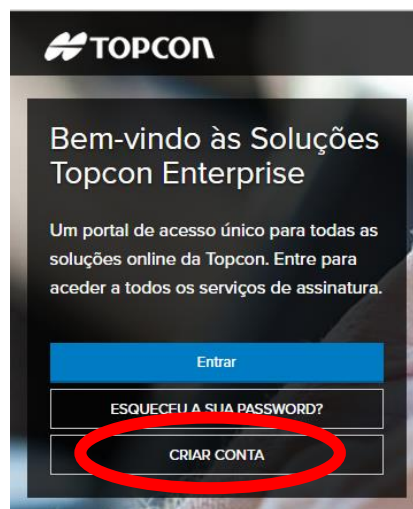 TOPCON
Bem-vindo às Soluções
Topcon Enterprise
Um portal de acesso único para todas as
soluções online da Topcon. Entre para
aceder a todos os serviços de assinatura.
Entrar
ESQUECEU A SUA PASSWORD?
CRIAR CONTA